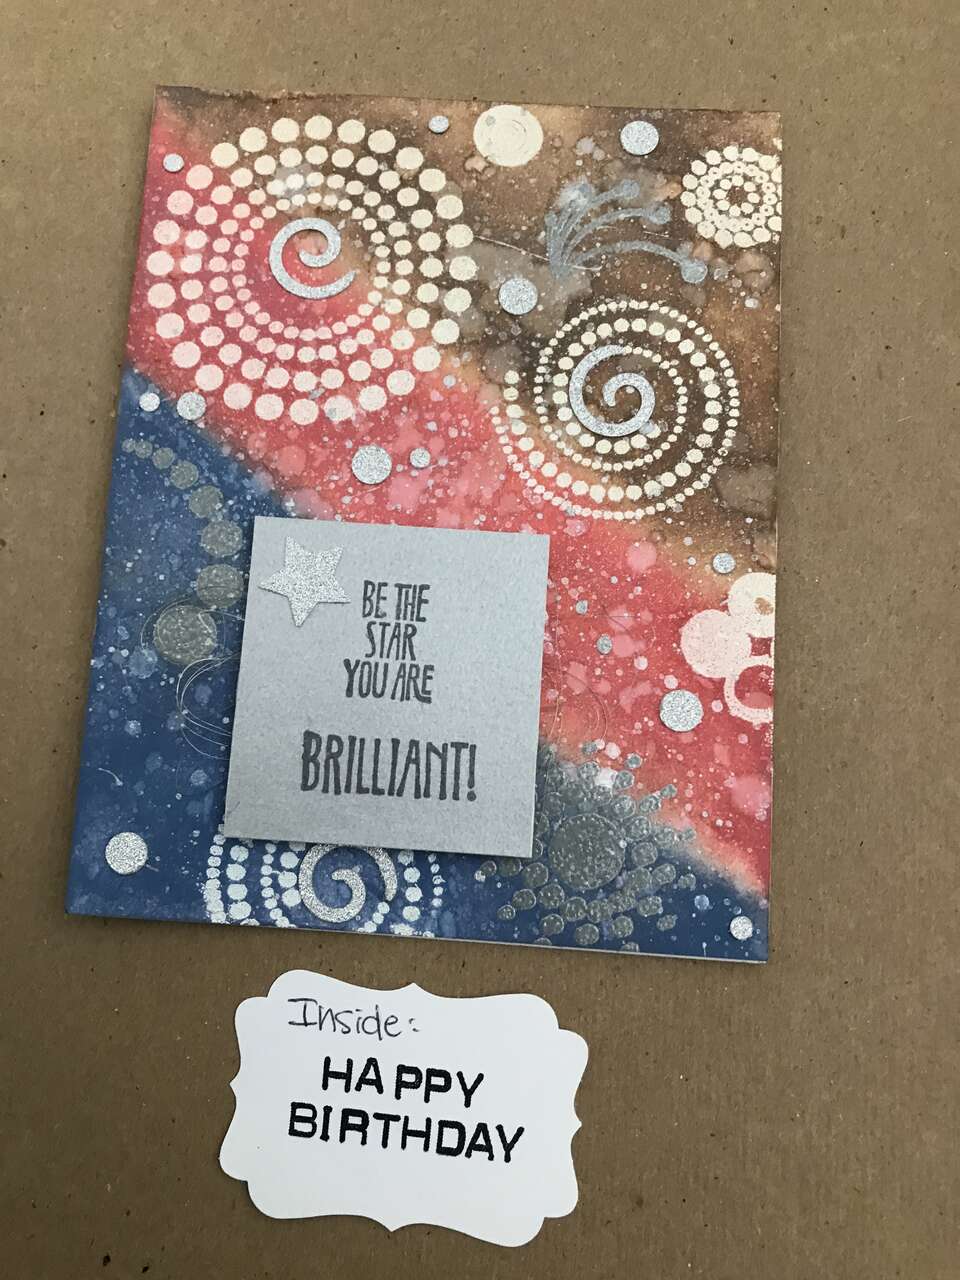 BE THE
STAR
YOU ARE
BRILLIANT!
Inside:
HAPPY
BIRTHDAY